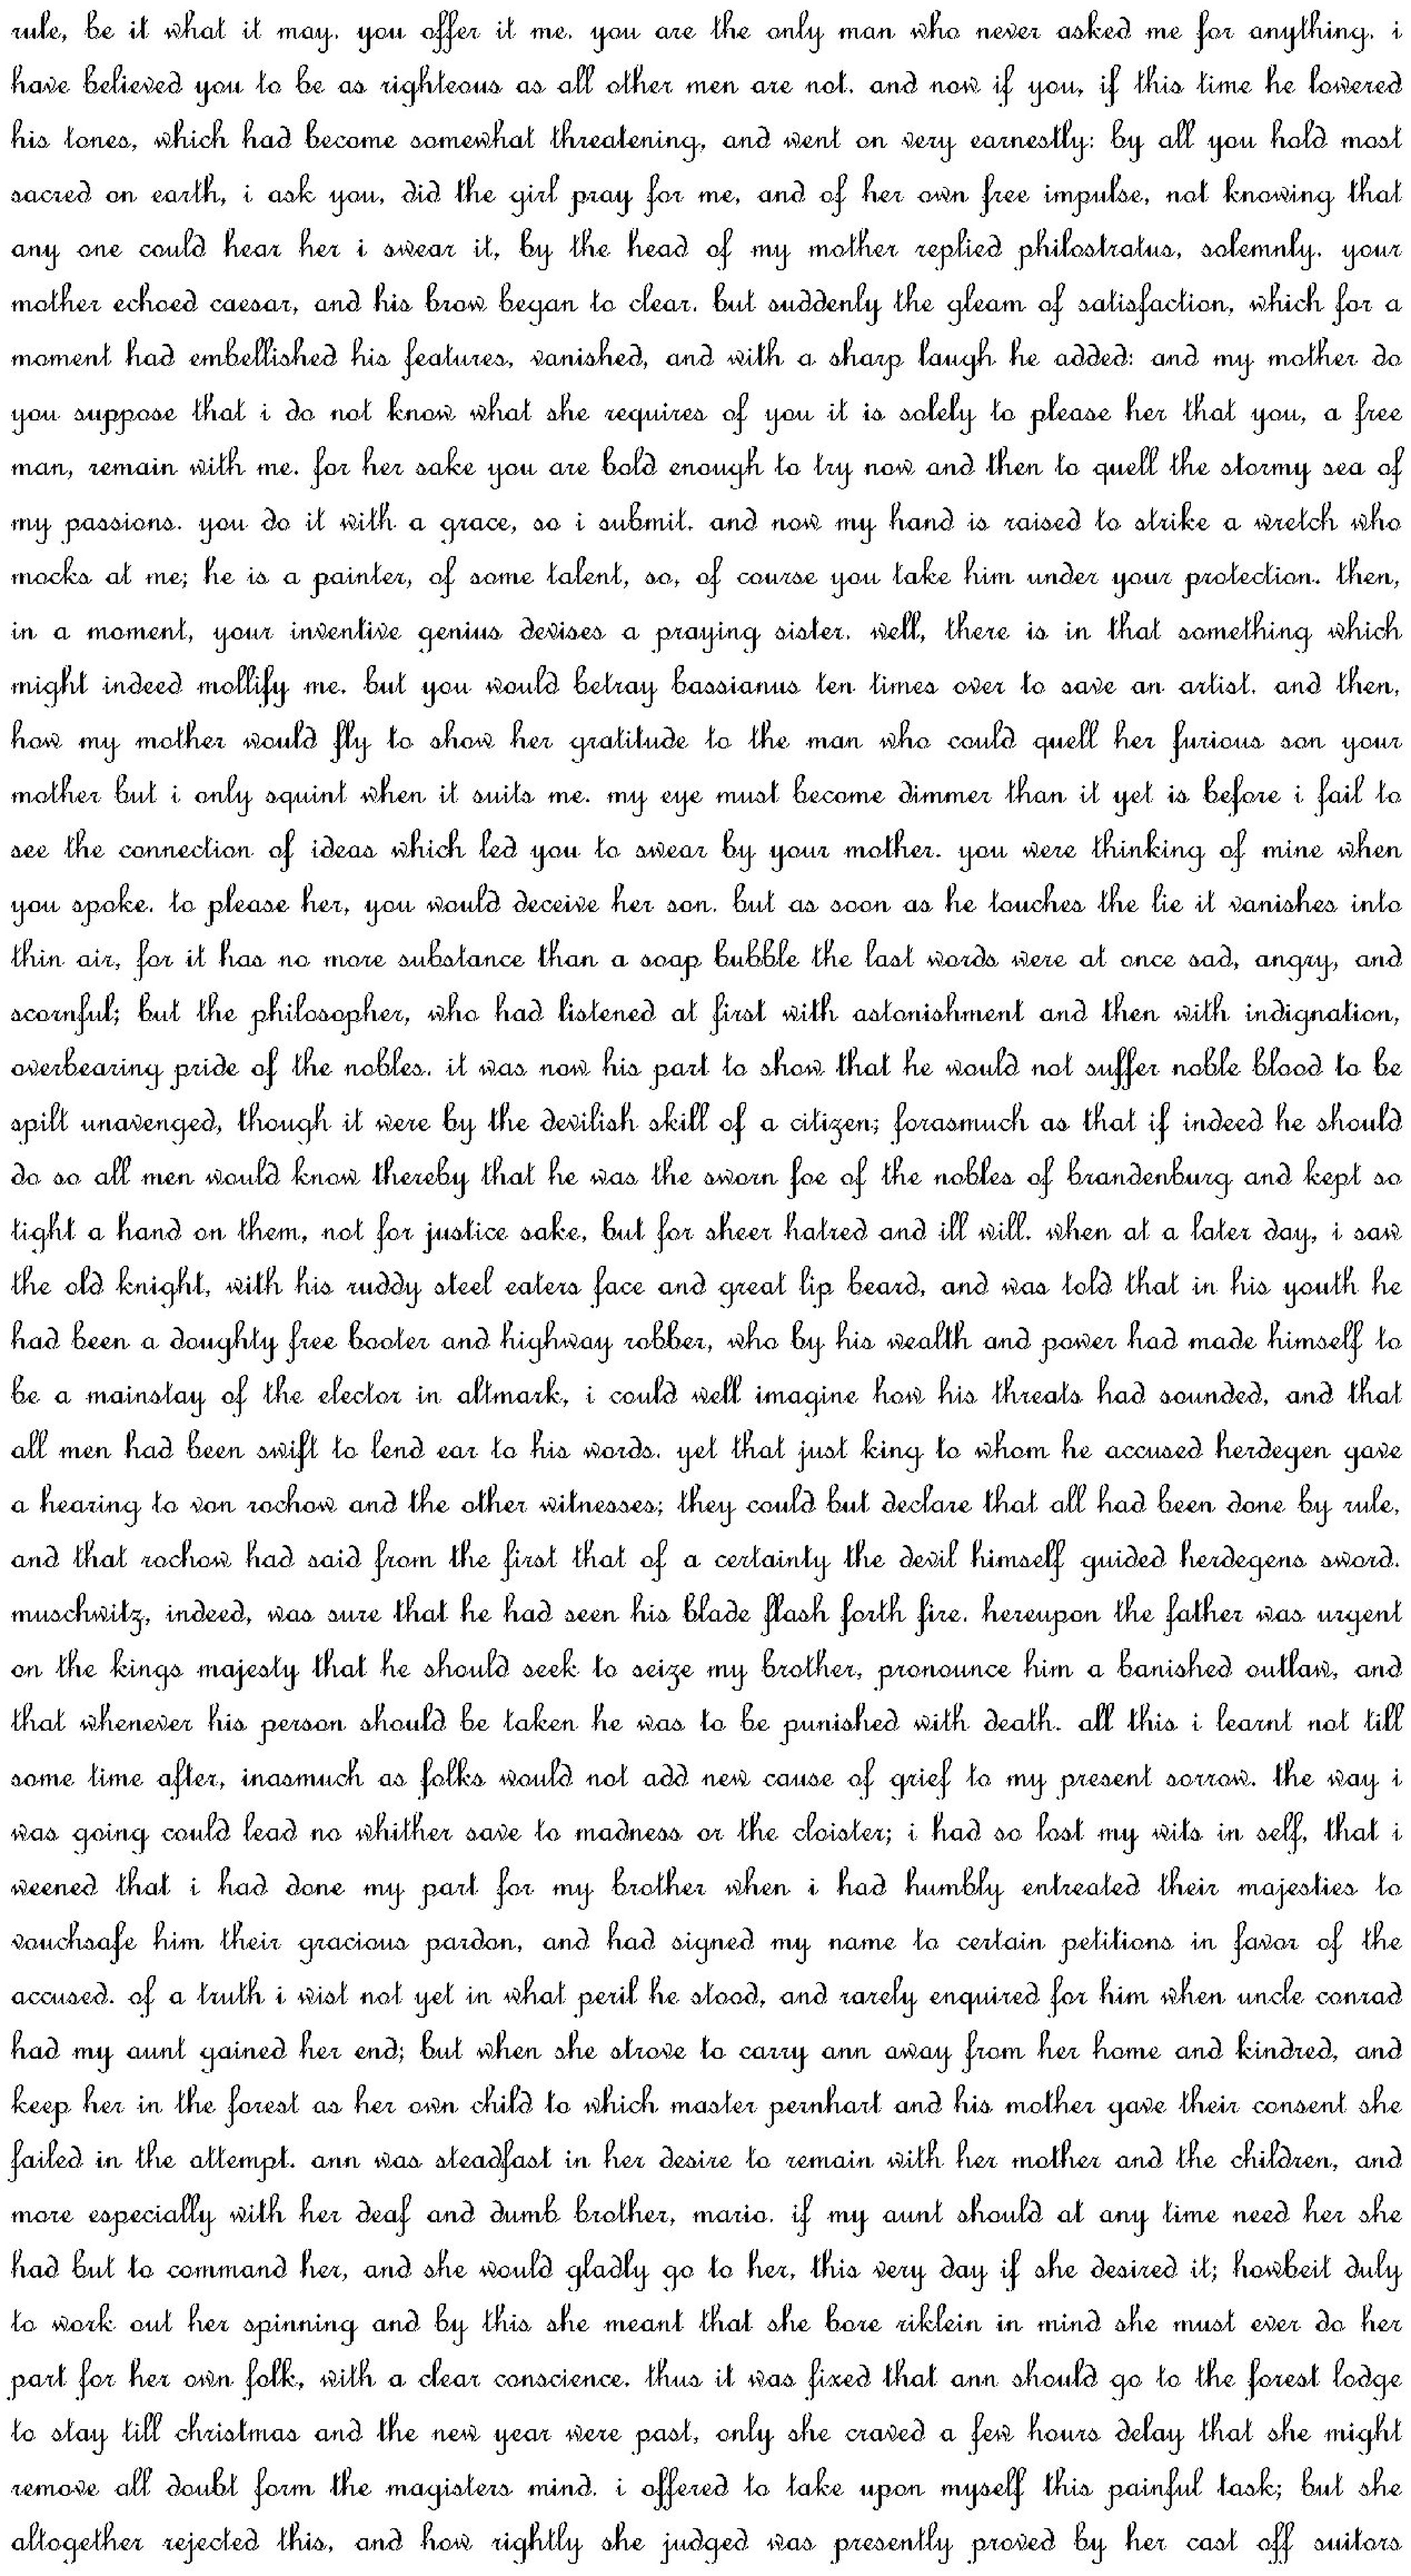 rule, be it what it may. you offer it me. you are the only man who never asked me for anything. i
have believed you to be as righteous as all other men are not. and now if you, if this time he lowered
his tones, which had become somewhat threatening, and went on very earnestly: by all you hold most
sacred on earth, i ask you, did the girl pray for me, and of her own free impulse, not knowing that
any one could hear her i swear it, by the head of my mother replied philostratus, solemnly. your
mother echoed caesar, and his brow began to clear. but suddenly the gleam of satisfaction, which for a
moment had embellished his features, vanished, and with a sharp laugh he added: and my mother do
you suppose that i do not know what she requires of you it is solely to please her that you, a free
man, remain with me. for her sake you are bold enough to try now and then to quell the stormy sea of
my passions. you do it with a grace, so i submit. and now my hand is raised to strike a wretch who
mocks at me; he is a painter, of some talent, so, of course you take him under your protection. then,
in a moment, your inventive genius devises a praying sister. well, there is in that something which
might indeed mollify me. but you would betray bassianus ten times over to save an artist. and then,
how my mother would fly to show her gratitude to the man who could quell her furious son your
mother but i only squint when it suits me. my eye must become dimmer than it yet is before i fail to
see the connection of ideas which led you to swear by your mother. you were thinking of mine when
you spoke. to please her, you would deceive her son. but as soon as he touches the lie it vanishes into
thin air, for it has no more substance than a soap bubble the last words were at once sad, angry, and
scornful; but the philosopher, who had listened at first with astonishment and then with indignation,
overbearing pride of the nobles. it was now his part to show that he would not suffer noble blood to be
spilt unavenged, though it were by the devilish skill of a citizen; forasmuch as that if indeed he should
do so all men would know thereby that he was the sworn foe of the nobles of brandenburg and kept so
tight a hand on them, not for justice sake, but for sheer hatred and ill will. when at a later day, i saw
the old knight, with his ruddy steel eaters face and great lip beard, and was told that in his youth he
had been a doughty free booter and highway robber, who by his wealth and power had made himself to
be a mainstay of the elector in altmark, i could well imagine how his threats had sounded, and that
all men had been swift to lend ear to his words. yet that just king to whom he accused herdegen gave
a hearing to von rochow and the other witnesses; they could but declare that all had been done by rule,
and that rochow had said from the first that of a certainty the devil himself guided herdegens sword.
muschwitz, indeed, was sure that he had seen his blade flash forth fire. hereupon the father was urgent
on the kings majesty that he should seek to seize my brother, pronounce him a banished outlaw, and
that whenever his person should be taken he was to be punished with death. all this i learnt not till
some time after, inasmuch as folks would not add new cause of grief to my present sorrow. the way i
was going could lead no whither save to madness or the cloister; i had so lost my wits in self, that i
weened that i had done my part for my brother when i had humbly entreated their majesties to
vouchsafe him their gracious pardon, and had signed my name to certain petitions in favor of the
accused. of a truth i wist not yet in what peril he stood, and rarely enquired for him when uncle conrad
had my aunt gained her end; but when she strove to carry ann away from her home and kindred, and
keep her in the forest as her own child to which master pernhart and his mother gave their consent she
failed in the attempt. ann was steadfast in her desire to remain with her mother and the children, and
more especially with her deaf and dumb brother, mario. if my aunt should at any time need her she
had but to command her, and she would gladly go to her, this very day if she desired it; howbeit duly
to work out her spinning and by this she meant that she bore riklein in mind she must ever do her
part for her own folk, with a clear conscience. thus it was fixed that ann should go to the forest lodge
to stay till christmas and the new year were past, only she craved a few hours delay that she might
remove all doubt form the magisters mind. i offered to take upon myself this painful task; but she
altogether rejected this, and how rightly she judged was presently proved by her cast off suitors